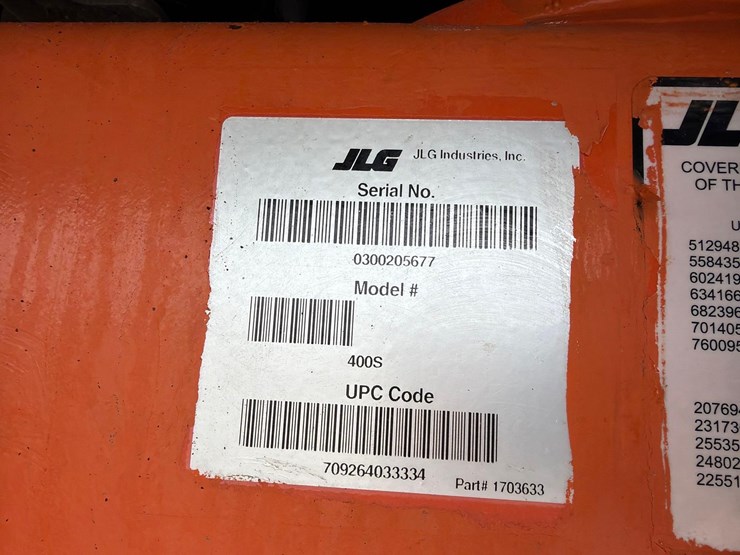 JLG JLG Industries, Inc.
Serial No.
0300205677
Model #
400S
UPC Code
709264033334
Part# 1703633
JL
COVER
OF TH
U
512948
558435
602419
634166
682396
701405
760095
20769
23173
25535
24802
22551